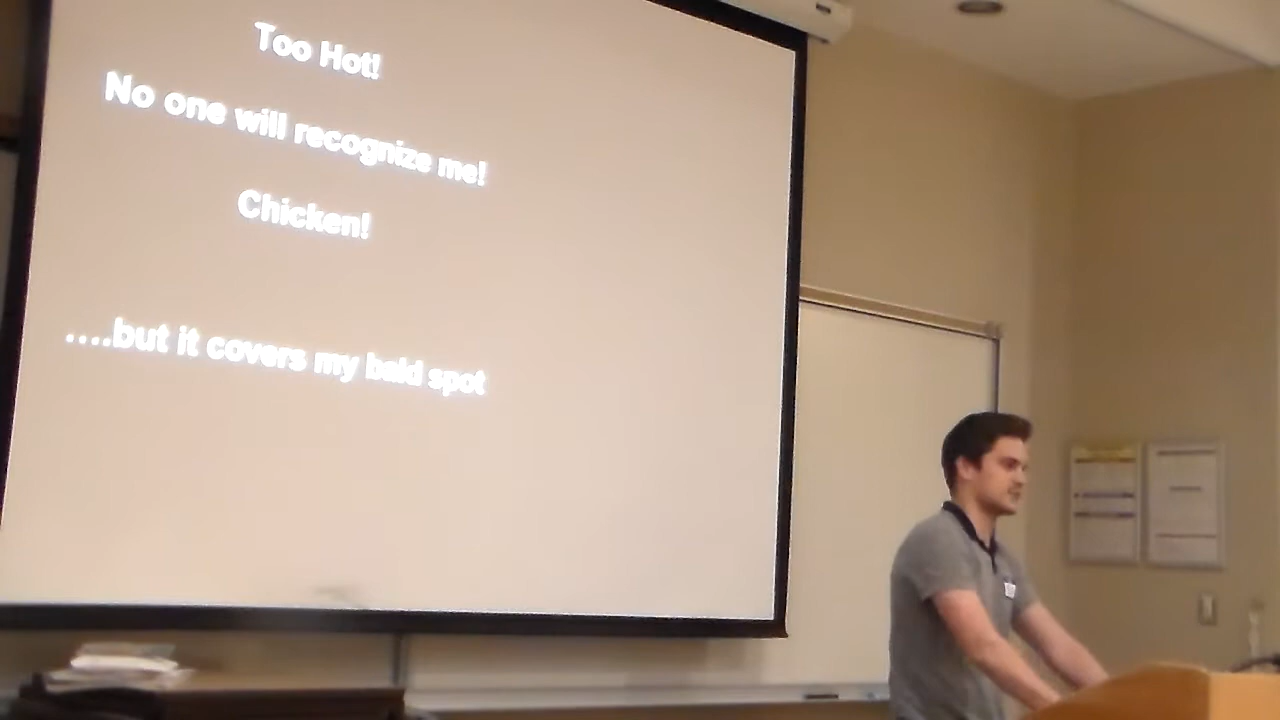 Too Hot!
No one will recognize me!
Chicken!
....but it covers my bald spot